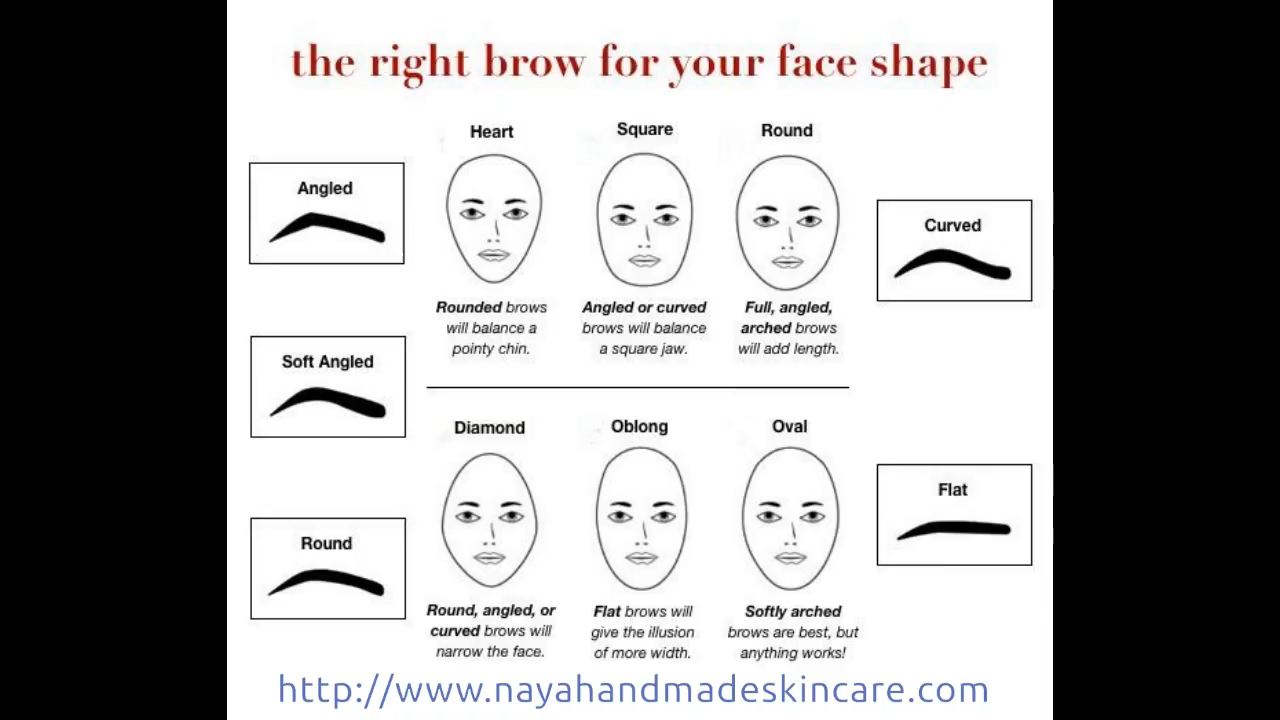 the right brow for your face shape
Heart
Square
Round
Angled
Curved
Rounded brows
will balance a
pointy chin.
Angled or curved
brows will balance
a square jaw.
Full, angled,
arched brows
will add length.
Soft Angled
Diamond
Oblong
Oval
Flat
Round
Round, angled, or
curved brows will
narrow the face.
Flat brows will
give the illusion
of more width.
Softly arched
brows are best, but
anything works!
http://www.nayahandmadeskincare.com